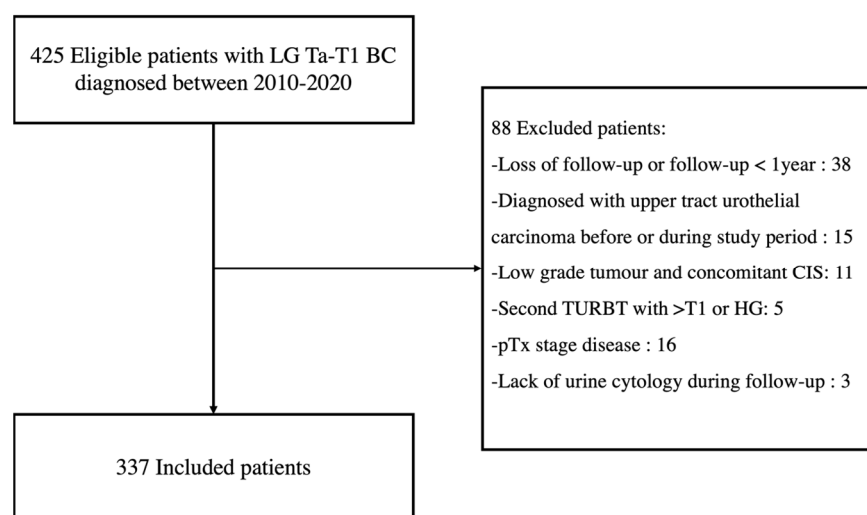 425 Eligible patients with LG Ta-T1 BC
diagnosed between 2010-2020
88 Excluded patients:
-Loss of follow-up or follow-up < 1year : 38
-Diagnosed with upper tract urothelial
carcinoma before or during study period : 15
-Low grade tumour and concomitant CIS: 11
-Second TURBT with >T1 or HG: 5
-pTx stage disease : 16
-Lack of urine cytology during follow-up : 3
337 Included patients